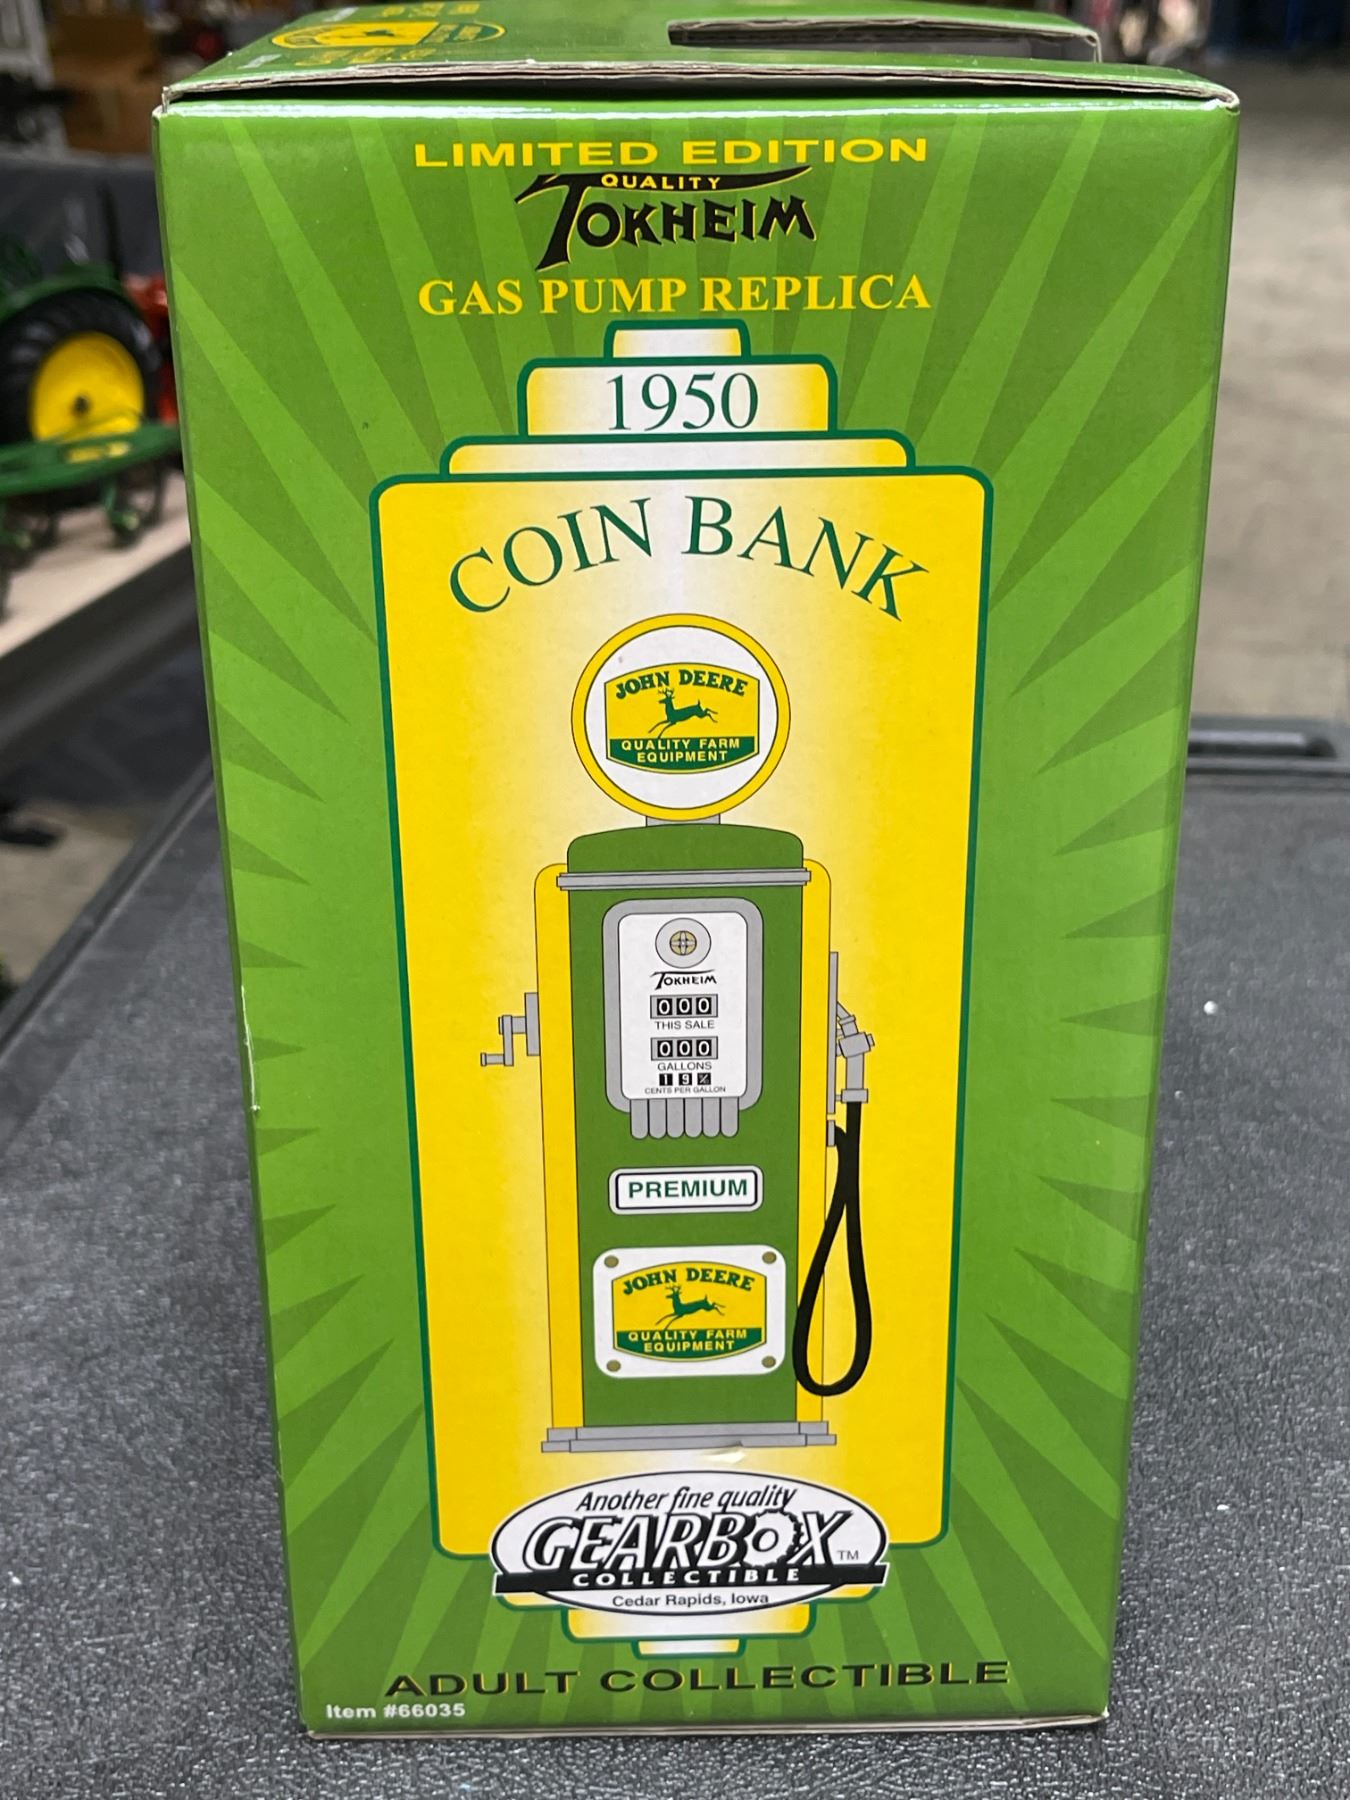 LIMITED EDITION
QUALITY
TOKHEIM
GAS PUMP REPLICA
1950
COIN BANK
JOHN DEERE
QUALITY FARM
EQUIPMENT
TOKHEIM
000
THIS SALE
000
GALLONS
19
CENTS PER GALLON
PREMIUM
JOHN DEERE
QUALITY FARM
EQUIPMENT
Another fine quality
GEARBOX™
COLLECTIBLE
Cedar Rapids, Iowa
ADULT COLLECTIBLE
Item #66035